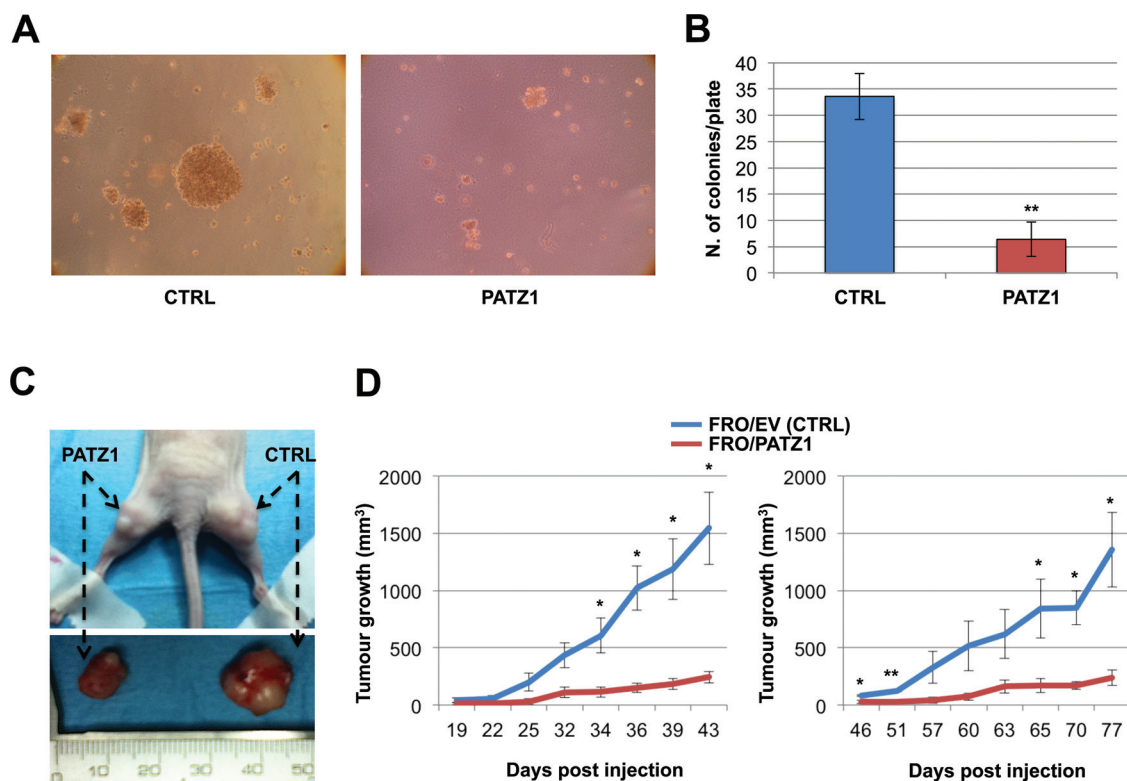 A
CTRL
PATZ1
B
N. of colonies/plate
40
35
30
25
20
15
10
5
0
**
CTRL
PATZ1
C
PATZ1
CTRL
0 10 20 30 40 50
D
FRO/EV (CTRL)
FRO/PATZ1
Tumour growth (mm³)
2000
1500
1000
500
0
* * * *
19 22 25 32 34 36 39 43
Days post injection
Tumour growth (mm³)
2000
1500
1000
500
0
* ** * * *
46 51 57 60 63 65 70 77
Days post injection